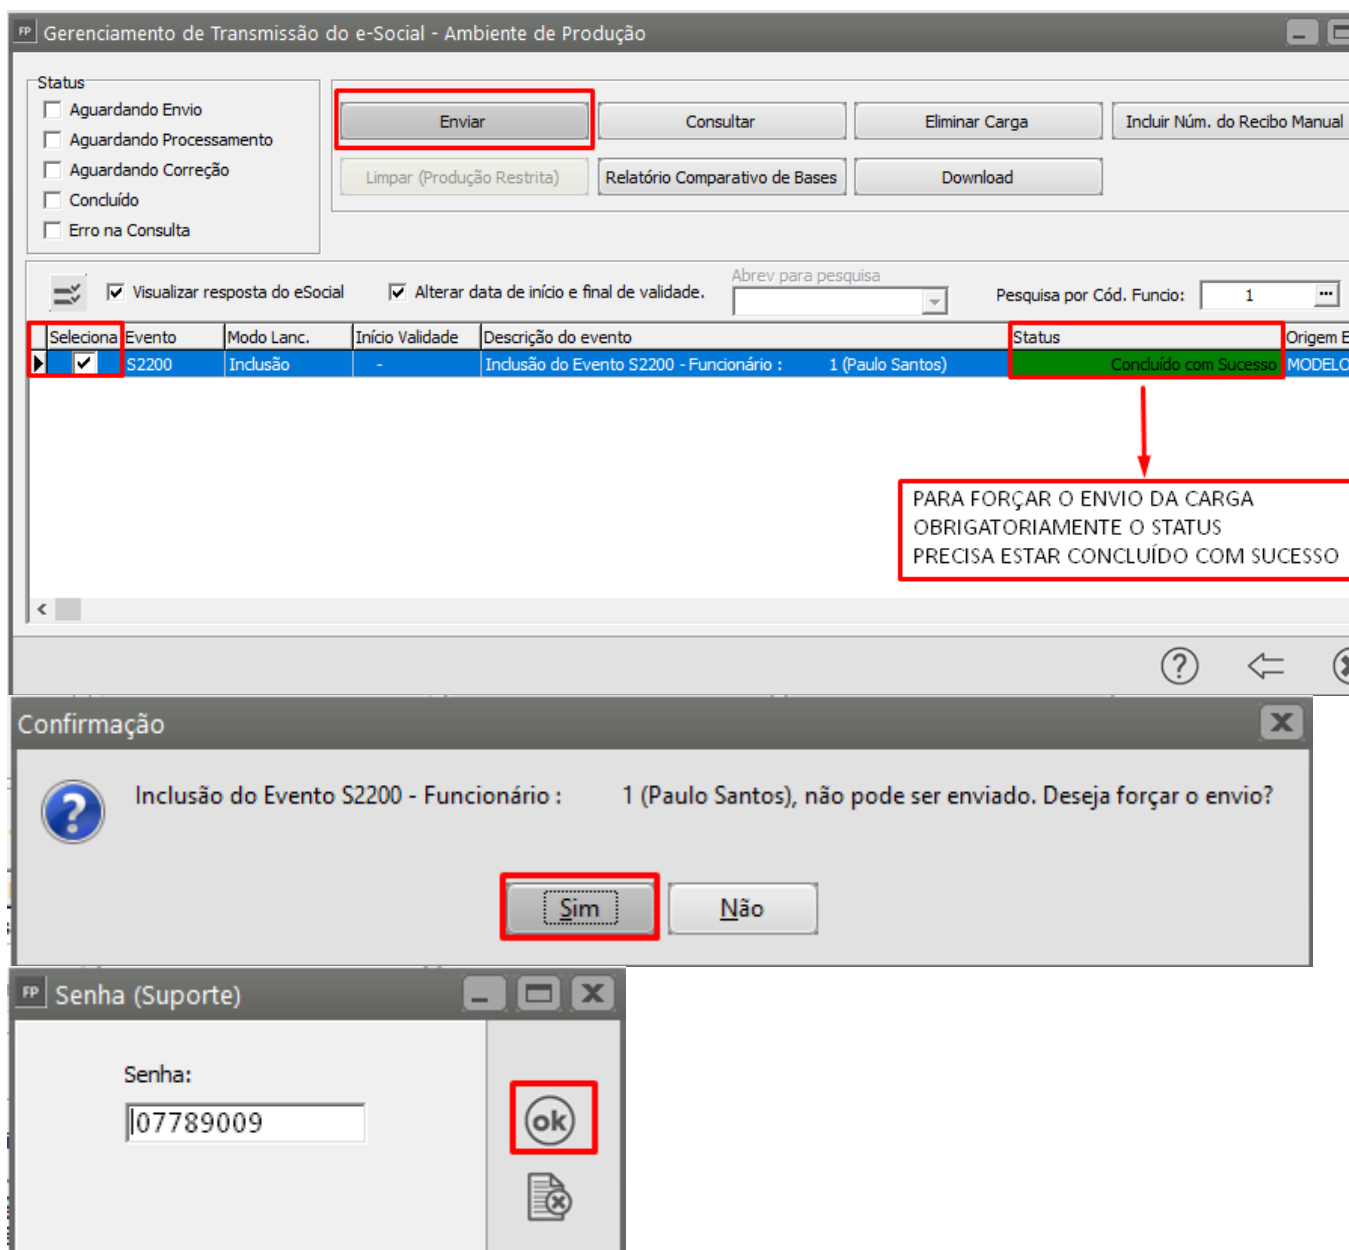 FP Gerenciamento de Transmissão do e-Social - Ambiente de Produção
Status
Aguardando Envio
Aguardando Processamento
Aguardando Correção
Concluído
Erro na Consulta
Enviar Consultar Eliminar Carga Incluir Núm. do Recibo Manual
Limpar (Produção Restrita) Relatório Comparativo de Bases Download
Visualizar resposta do eSocial Alterar data de início e final de validade. Abrev para pesquisa Pesquisa por Cód. Funcio: 1 ...
Seleciona Evento Modo Lanc. Início Validade Descrição do evento Status Origem E
S2200 Inclusão - Inclusão do Evento S2200 - Funcionário : 1 (Paulo Santos) Concluído com Sucesso MODELO
PARA FORÇAR O ENVIO DA CARGA
OBRIGATORIAMENTE O STATUS
PRECISA ESTAR CONCLUÍDO COM SUCESSO
?
Confirmação
Inclusão do Evento S2200 - Funcionário : 1 (Paulo Santos), não pode ser enviado. Deseja forçar o envio?
Sim Não
FP Senha (Suporte)
Senha:
07789009
ok